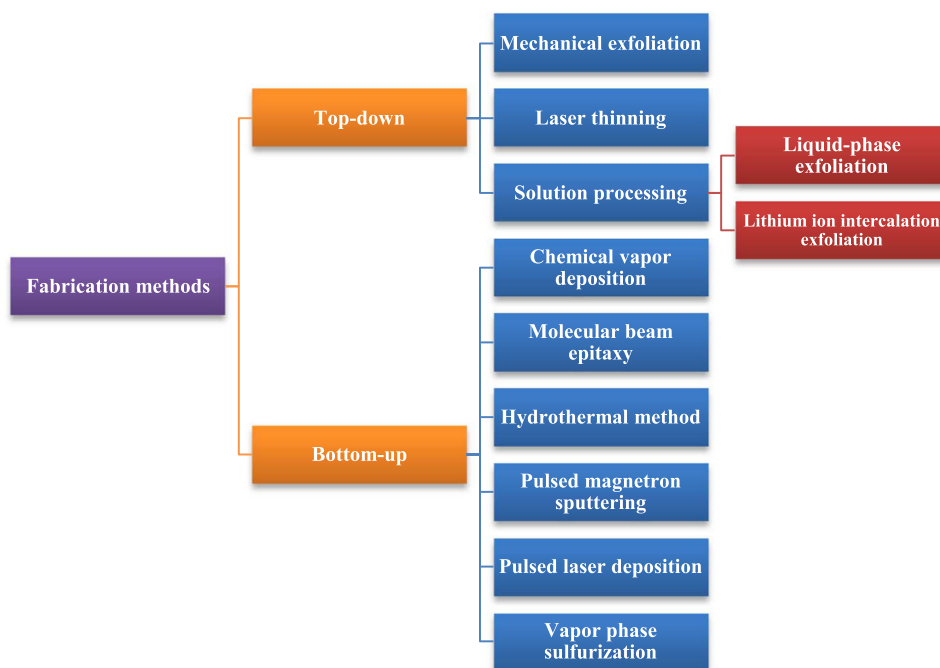 Mechanical exfoliation
Top-down
Laser thinning
Solution processing
Liquid-phase
exfoliation
Lithium ion intercalation
exfoliation
Fabrication methods
Chemical vapor
deposition
Molecular beam
epitaxy
Hydrothermal method
Bottom-up
Pulsed magnetron
sputtering
Pulsed laser deposition
Vapor phase
sulfurization